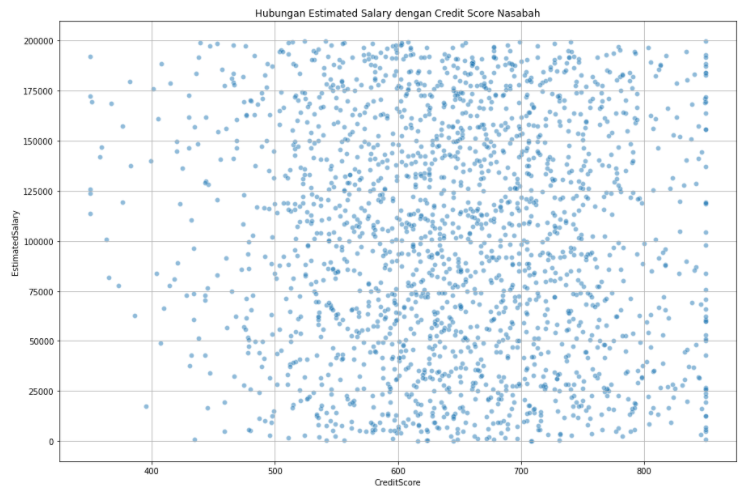 Hubungan Estimated Salary dengan Credit Score Nasabah
200000
175000
150000
125000
100000
75000
50000
25000
0
EstimatedSalary
400 500 600 700 800
CreditScore